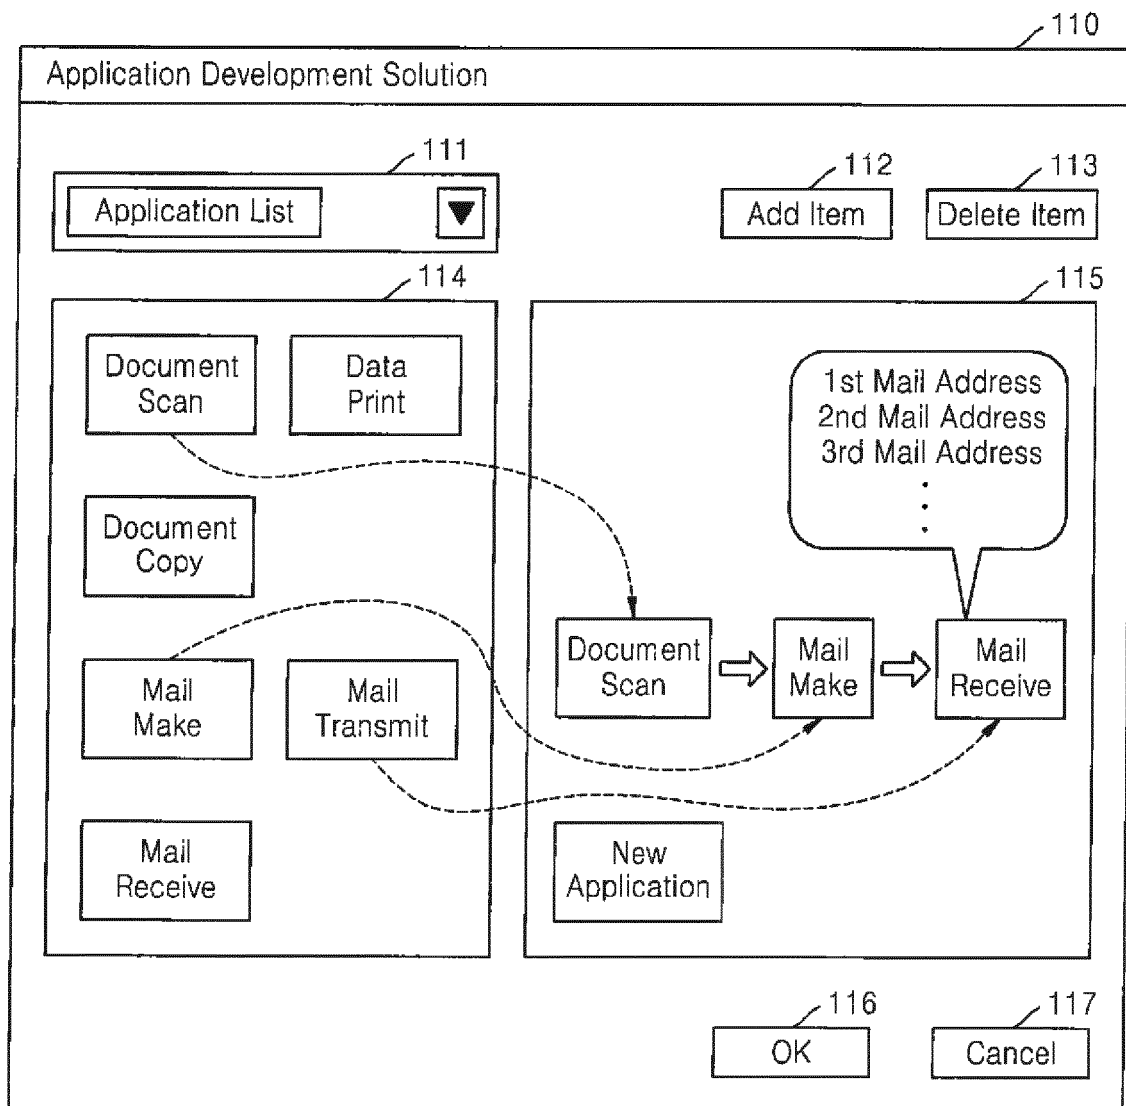 110
Application Development Solution
111
Application List
112
Add Item
113
Delete Item
114
Document
Scan
Data
Print
Document
Copy
Mail
Make
Mail
Transmit
Mail
Receive
115
1st Mail Address
2nd Mail Address
3rd Mail Address
Document
Scan
Mail
Make
Mail
Receive
New
Application
116
OK
117
Cancel